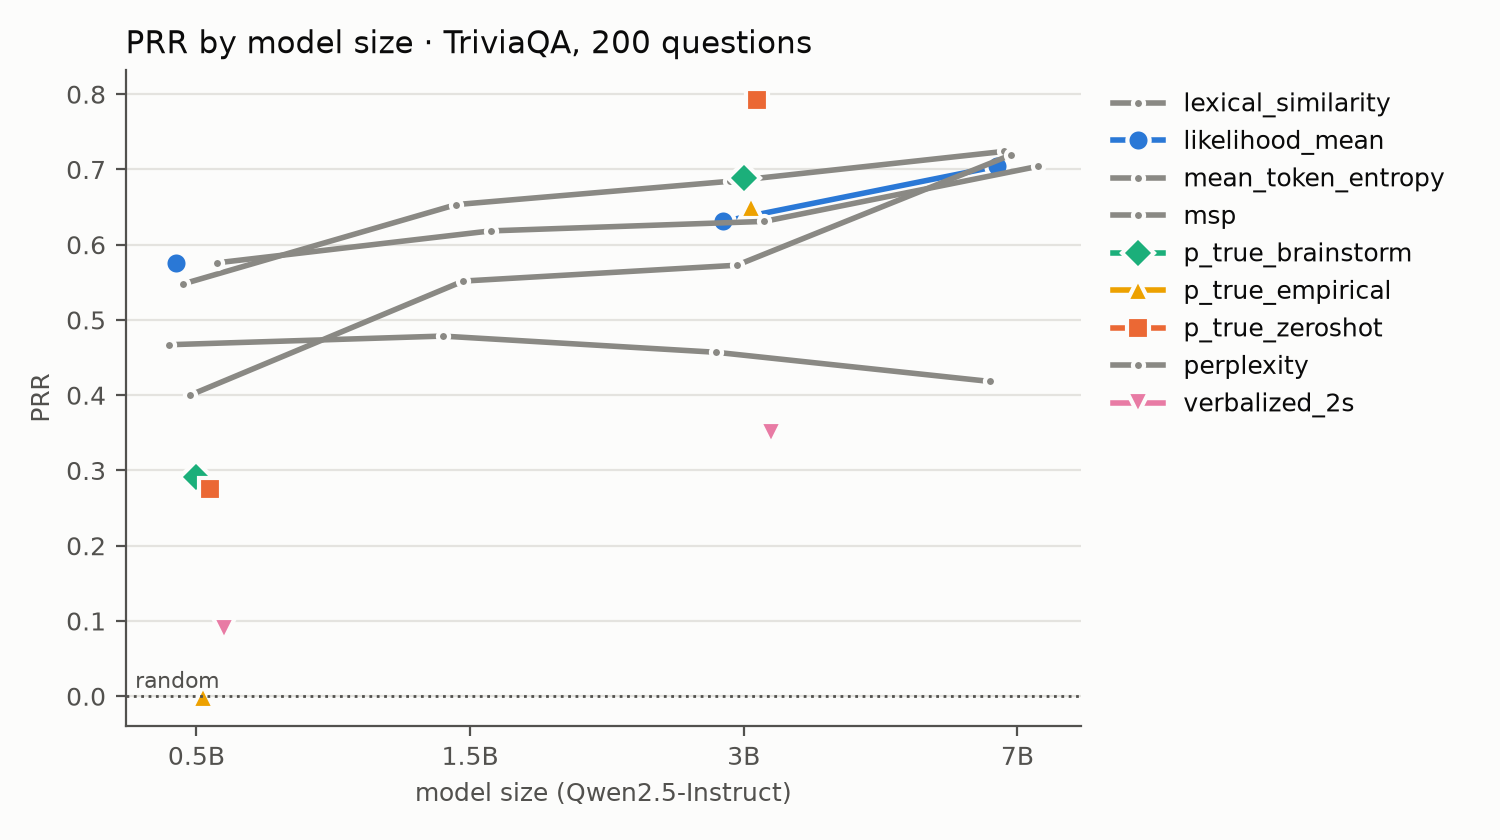 PRR by model size · TriviaQA, 200 questions
0.8
0.7
0.6
0.5
0.4
0.3
0.2
0.1
0.0
PRR
random
0.5B
1.5B
3B
7B
model size (Qwen2.5-Instruct)
lexical_similarity
likelihood_mean
mean_token_entropy
msp
p_true_brainstorm
p_true_empirical
p_true_zeroshot
perplexity
verbalized_2s